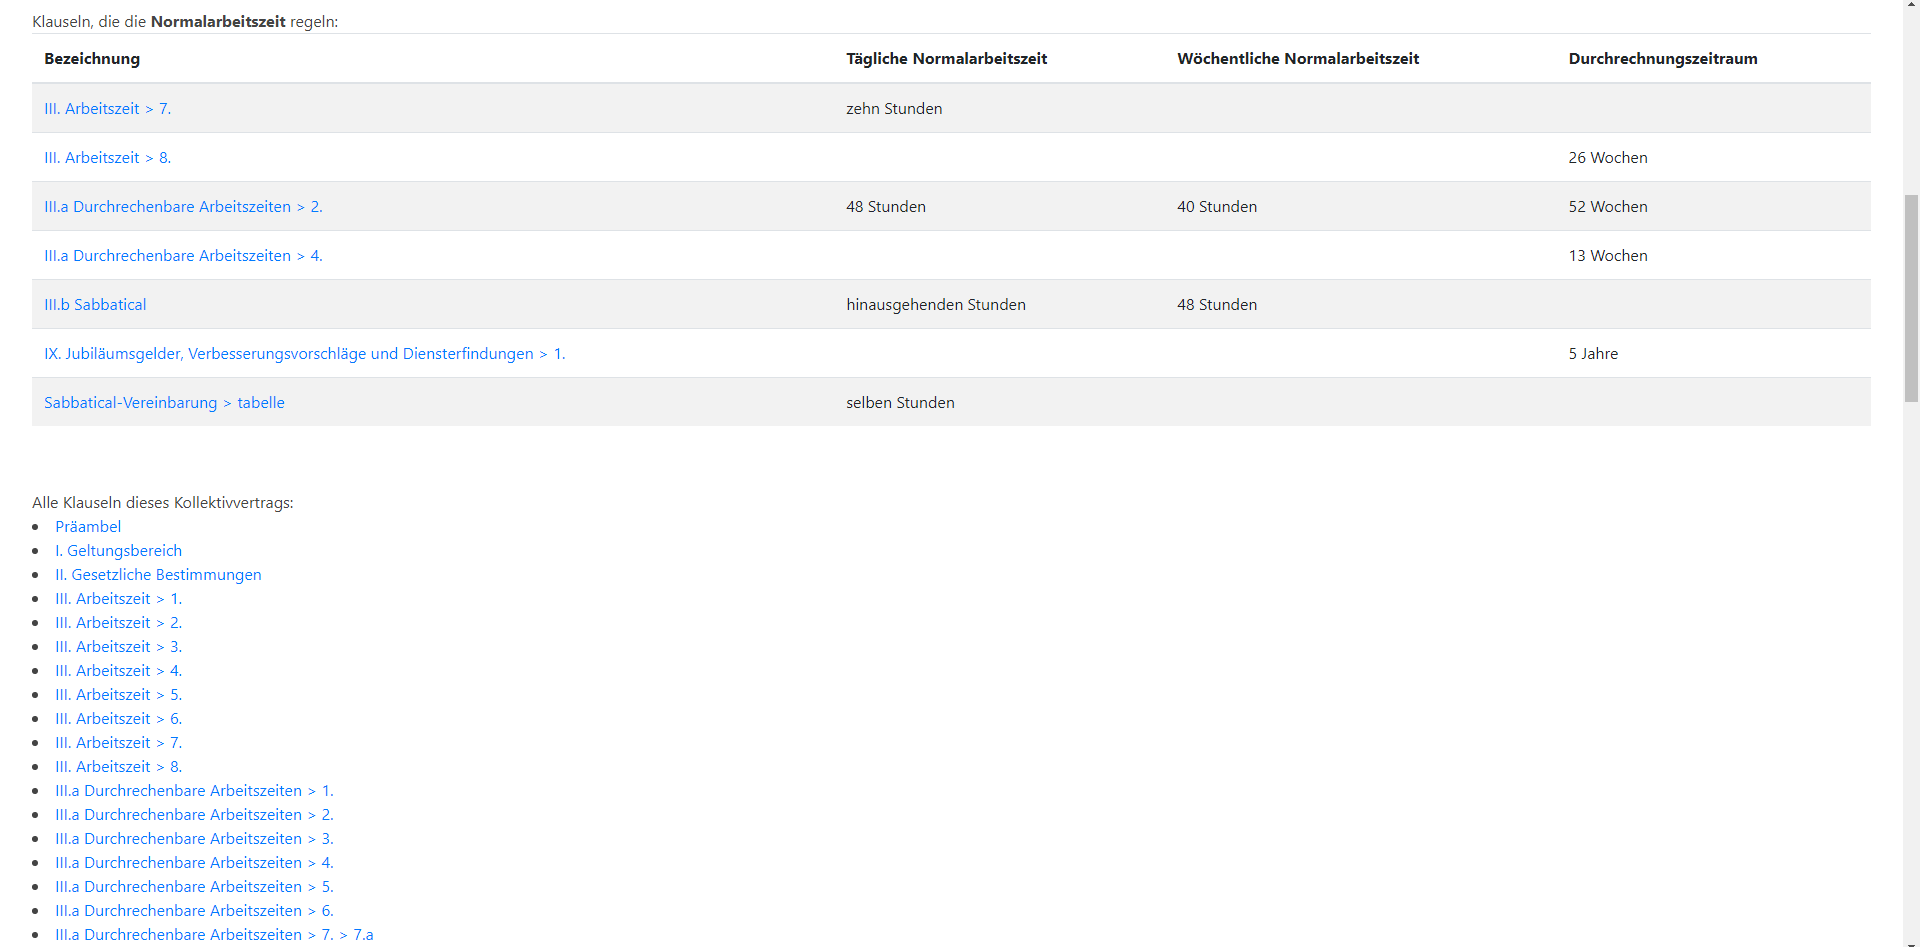 Klauseln, die die Normalarbeitszeit regeln:
Bezeichnung Tägliche Normalarbeitszeit Wöchentliche Normalarbeitszeit Durchrechnungszeitraum
III. Arbeitszeit > 7. zehn Stunden
III. Arbeitszeit > 8. 26 Wochen
III.a Durchrechenbare Arbeitszeiten > 2. 48 Stunden 40 Stunden 52 Wochen
III.a Durchrechenbare Arbeitszeiten > 4. 13 Wochen
III.b Sabbatical hinausgehenden Stunden 48 Stunden
IX. Jubiläumsgelder, Verbesserungsvorschläge und Diensterfindungen > 1. 5 Jahre
Sabbatical-Vereinbarung > tabelle selben Stunden
Alle Klauseln dieses Kollektivvertrags:
• Präambel
• I. Geltungsbereich
• II. Gesetzliche Bestimmungen
• III. Arbeitszeit > 1.
• III. Arbeitszeit > 2.
• III. Arbeitszeit > 3.
• III. Arbeitszeit > 4.
• III. Arbeitszeit > 5.
• III. Arbeitszeit > 6.
• III. Arbeitszeit > 7.
• III. Arbeitszeit > 8.
• III.a Durchrechenbare Arbeitszeiten > 1.
• III.a Durchrechenbare Arbeitszeiten > 2.
• III.a Durchrechenbare Arbeitszeiten > 3.
• III.a Durchrechenbare Arbeitszeiten > 4.
• III.a Durchrechenbare Arbeitszeiten > 5.
• III.a Durchrechenbare Arbeitszeiten > 6.
• III.a Durchrechenbare Arbeitszeiten > 7. > 7.a